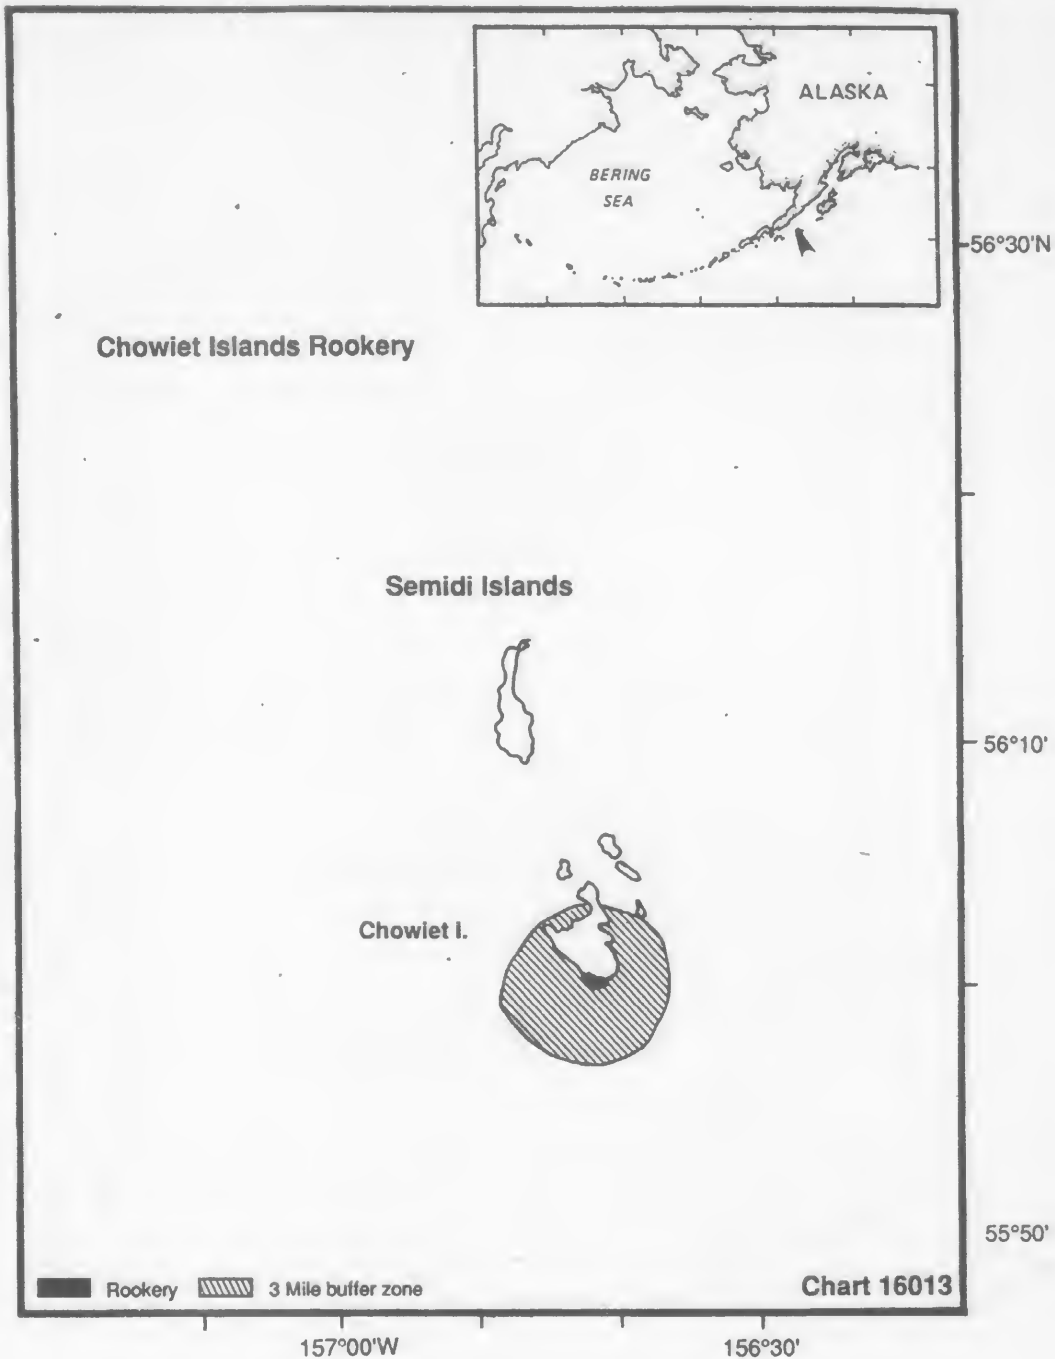 ALASKA
BERING
SEA
56°30'N
Chowiet Islands Rookery
Semidi Islands
56°10'
Chowiet I.
55°50'
Rookery
3 Mile buffer zone
Chart 16013
157°00'W
156°30'